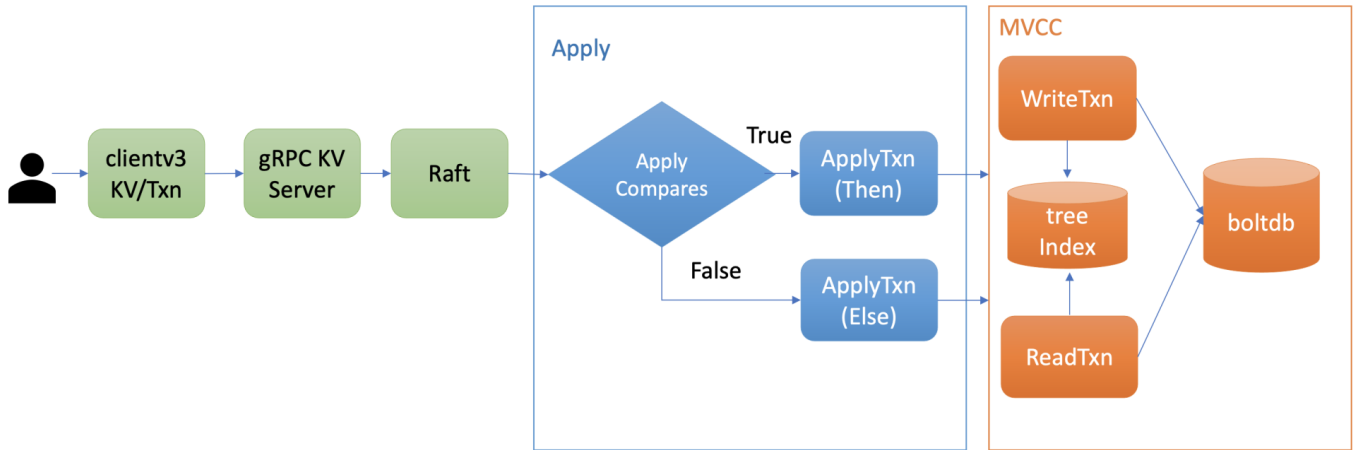 Apply
MVCC
clientv3
KV/Txn
gRPC KV
Server
Raft
Apply
Compares
True
False
ApplyTxn
(Then)
ApplyTxn
(Else)
WriteTxn
tree
Index
ReadTxn
boltdb